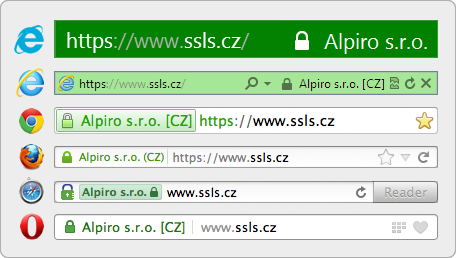 https://www.ssls.cz/ Alpiro s.r.o.
https://www.ssls.cz/ Alpiro s.r.o. [CZ]
Alpiro s.r.o. [CZ] https://www.ssls.cz
Alpiro s.r.o. (CZ) https://www.ssls.cz
Alpiro s.r.o. www.ssls.cz Reader
Alpiro s.r.o. [CZ] www.ssls.cz